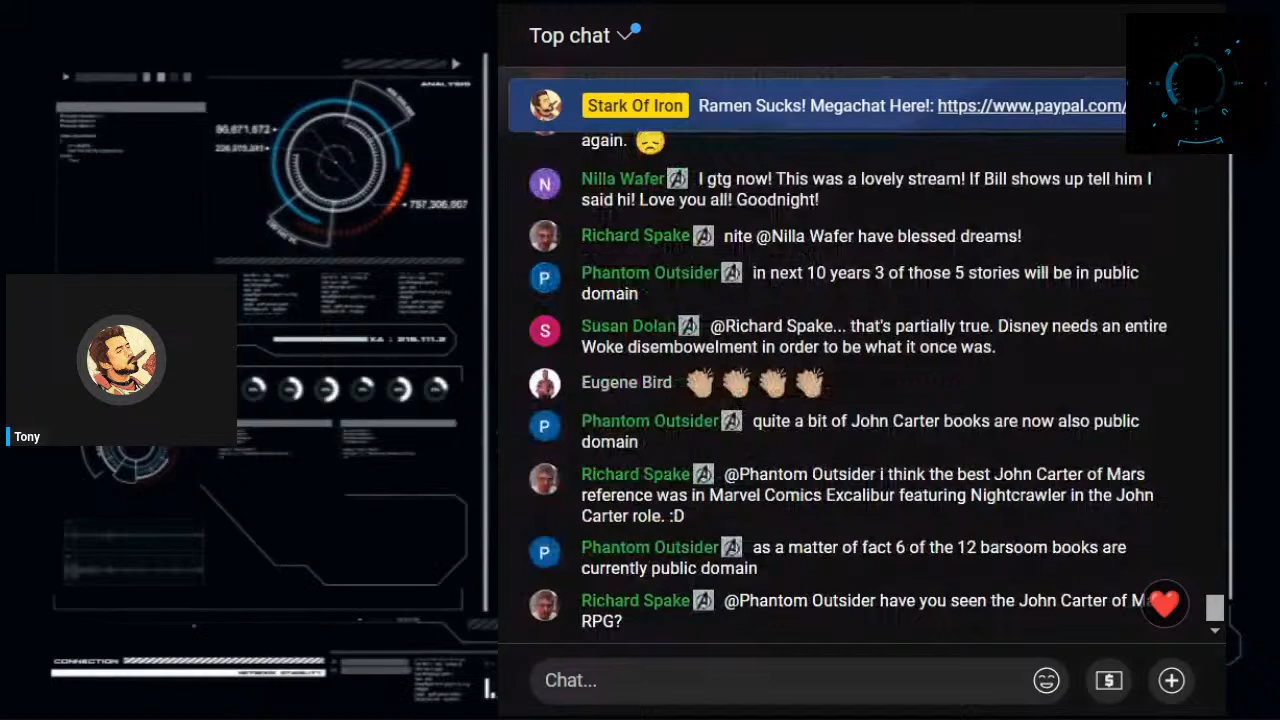 Top chat
Stark Of Iron Ramen Sucks! Megachat Here!: https://www.paypal.com/
again. 😞
N Nilla Wafer I gtg now! This was a lovely stream! If Bill shows up tell him I
said hi! Love you all! Goodnight!
Richard Spake nite @Nilla Wafer have blessed dreams!
P Phantom Outsider in next 10 years 3 of those 5 stories will be in public
domain
S Susan Dolan @Richard Spake... that's partially true. Disney needs an entire
Woke disembowelment in order to be what it once was.
Eugene Bird 👏🏼👏🏼👏🏼👏🏼
P Phantom Outsider quite a bit of John Carter books are now also public
domain
Richard Spake @Phantom Outsider i think the best John Carter of Mars
reference was in Marvel Comics Excalibur featuring Nightcrawler in the John
Carter role. :D
P Phantom Outsider as a matter of fact 6 of the 12 barsoom books are
currently public domain
Richard Spake @Phantom Outsider have you seen the John Carter of
RPG?
Chat...
Tony
ANALYSIS
CONNECTION